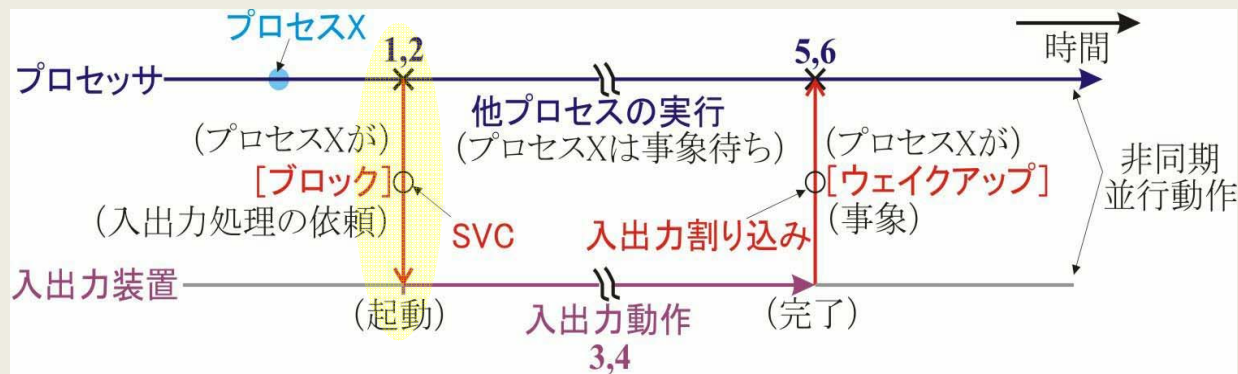 プロセスX
1,2
5,6
時間
プロセッサ
他プロセスの実行
(プロセスXが)
(プロセスXは事象待ち)
(プロセスXが)
[ブロック]
[ウェイクアップ]
非同期
並行動作
(入出力処理の依頼)
SVC
入出力割り込み
(事象)
入出力装置
(起動)
入出力動作
(完了)
3,4